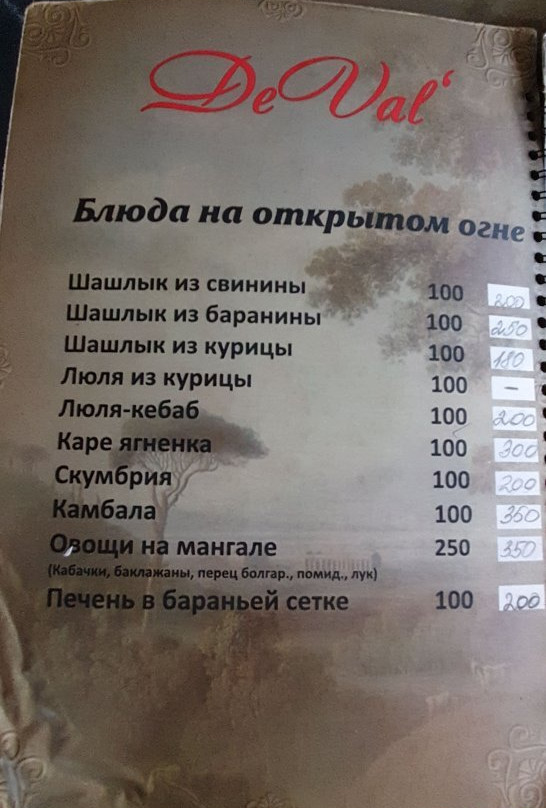 De Val'
Блюда на открытом огне
Шашлык из свинины 100 200
Шашлык из баранины 100 250
Шашлык из курицы 100 180
Люля из курицы 100 –
Люля-кебаб 100 200
Каре ягненка 100 300
Скумбрия 100 200
Камбала 100 350
Овощи на мангале 250 350
(Кабачки, баклажаны, перец болгар., помид., лук)
Печень в бараньей сетке 100 200